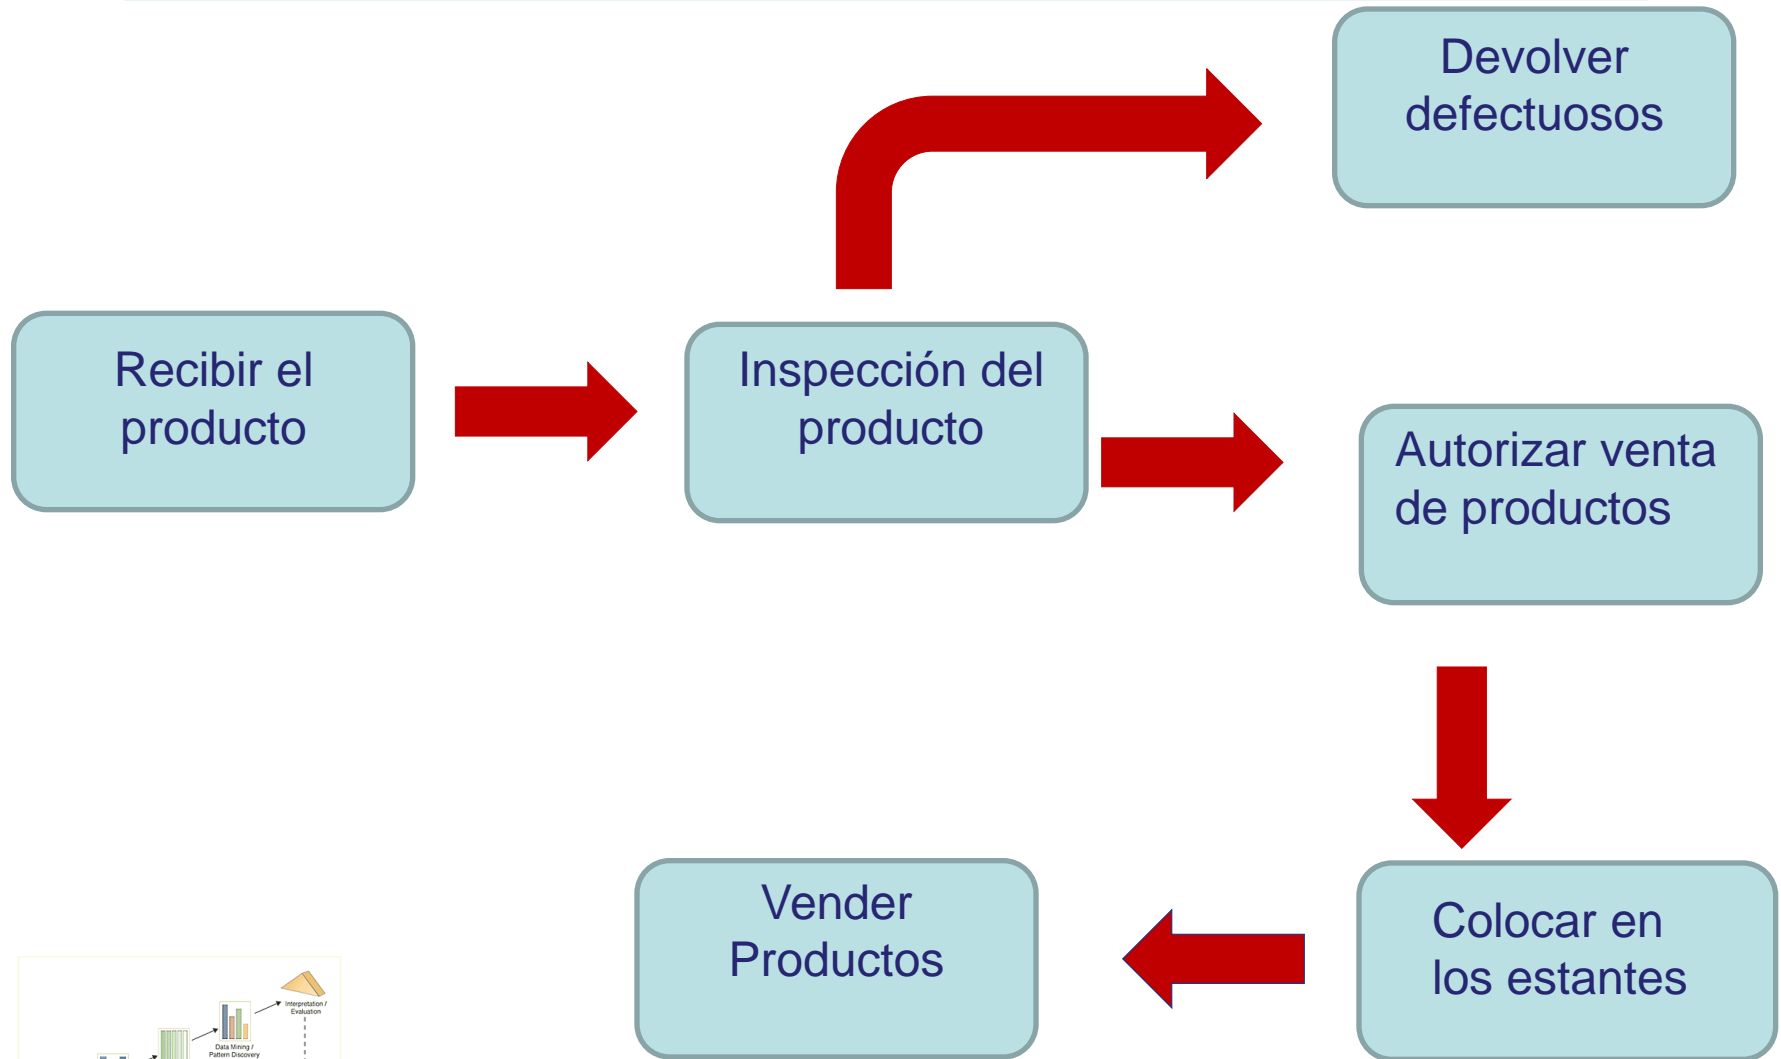 Devolver
defectuosos
Recibir el
producto
Inspección del
producto
Autorizar venta
de productos
Colocar en
los estantes
Vender
Productos
Interpretation /
Evaluation
Data Mining /
Pattern Discovery